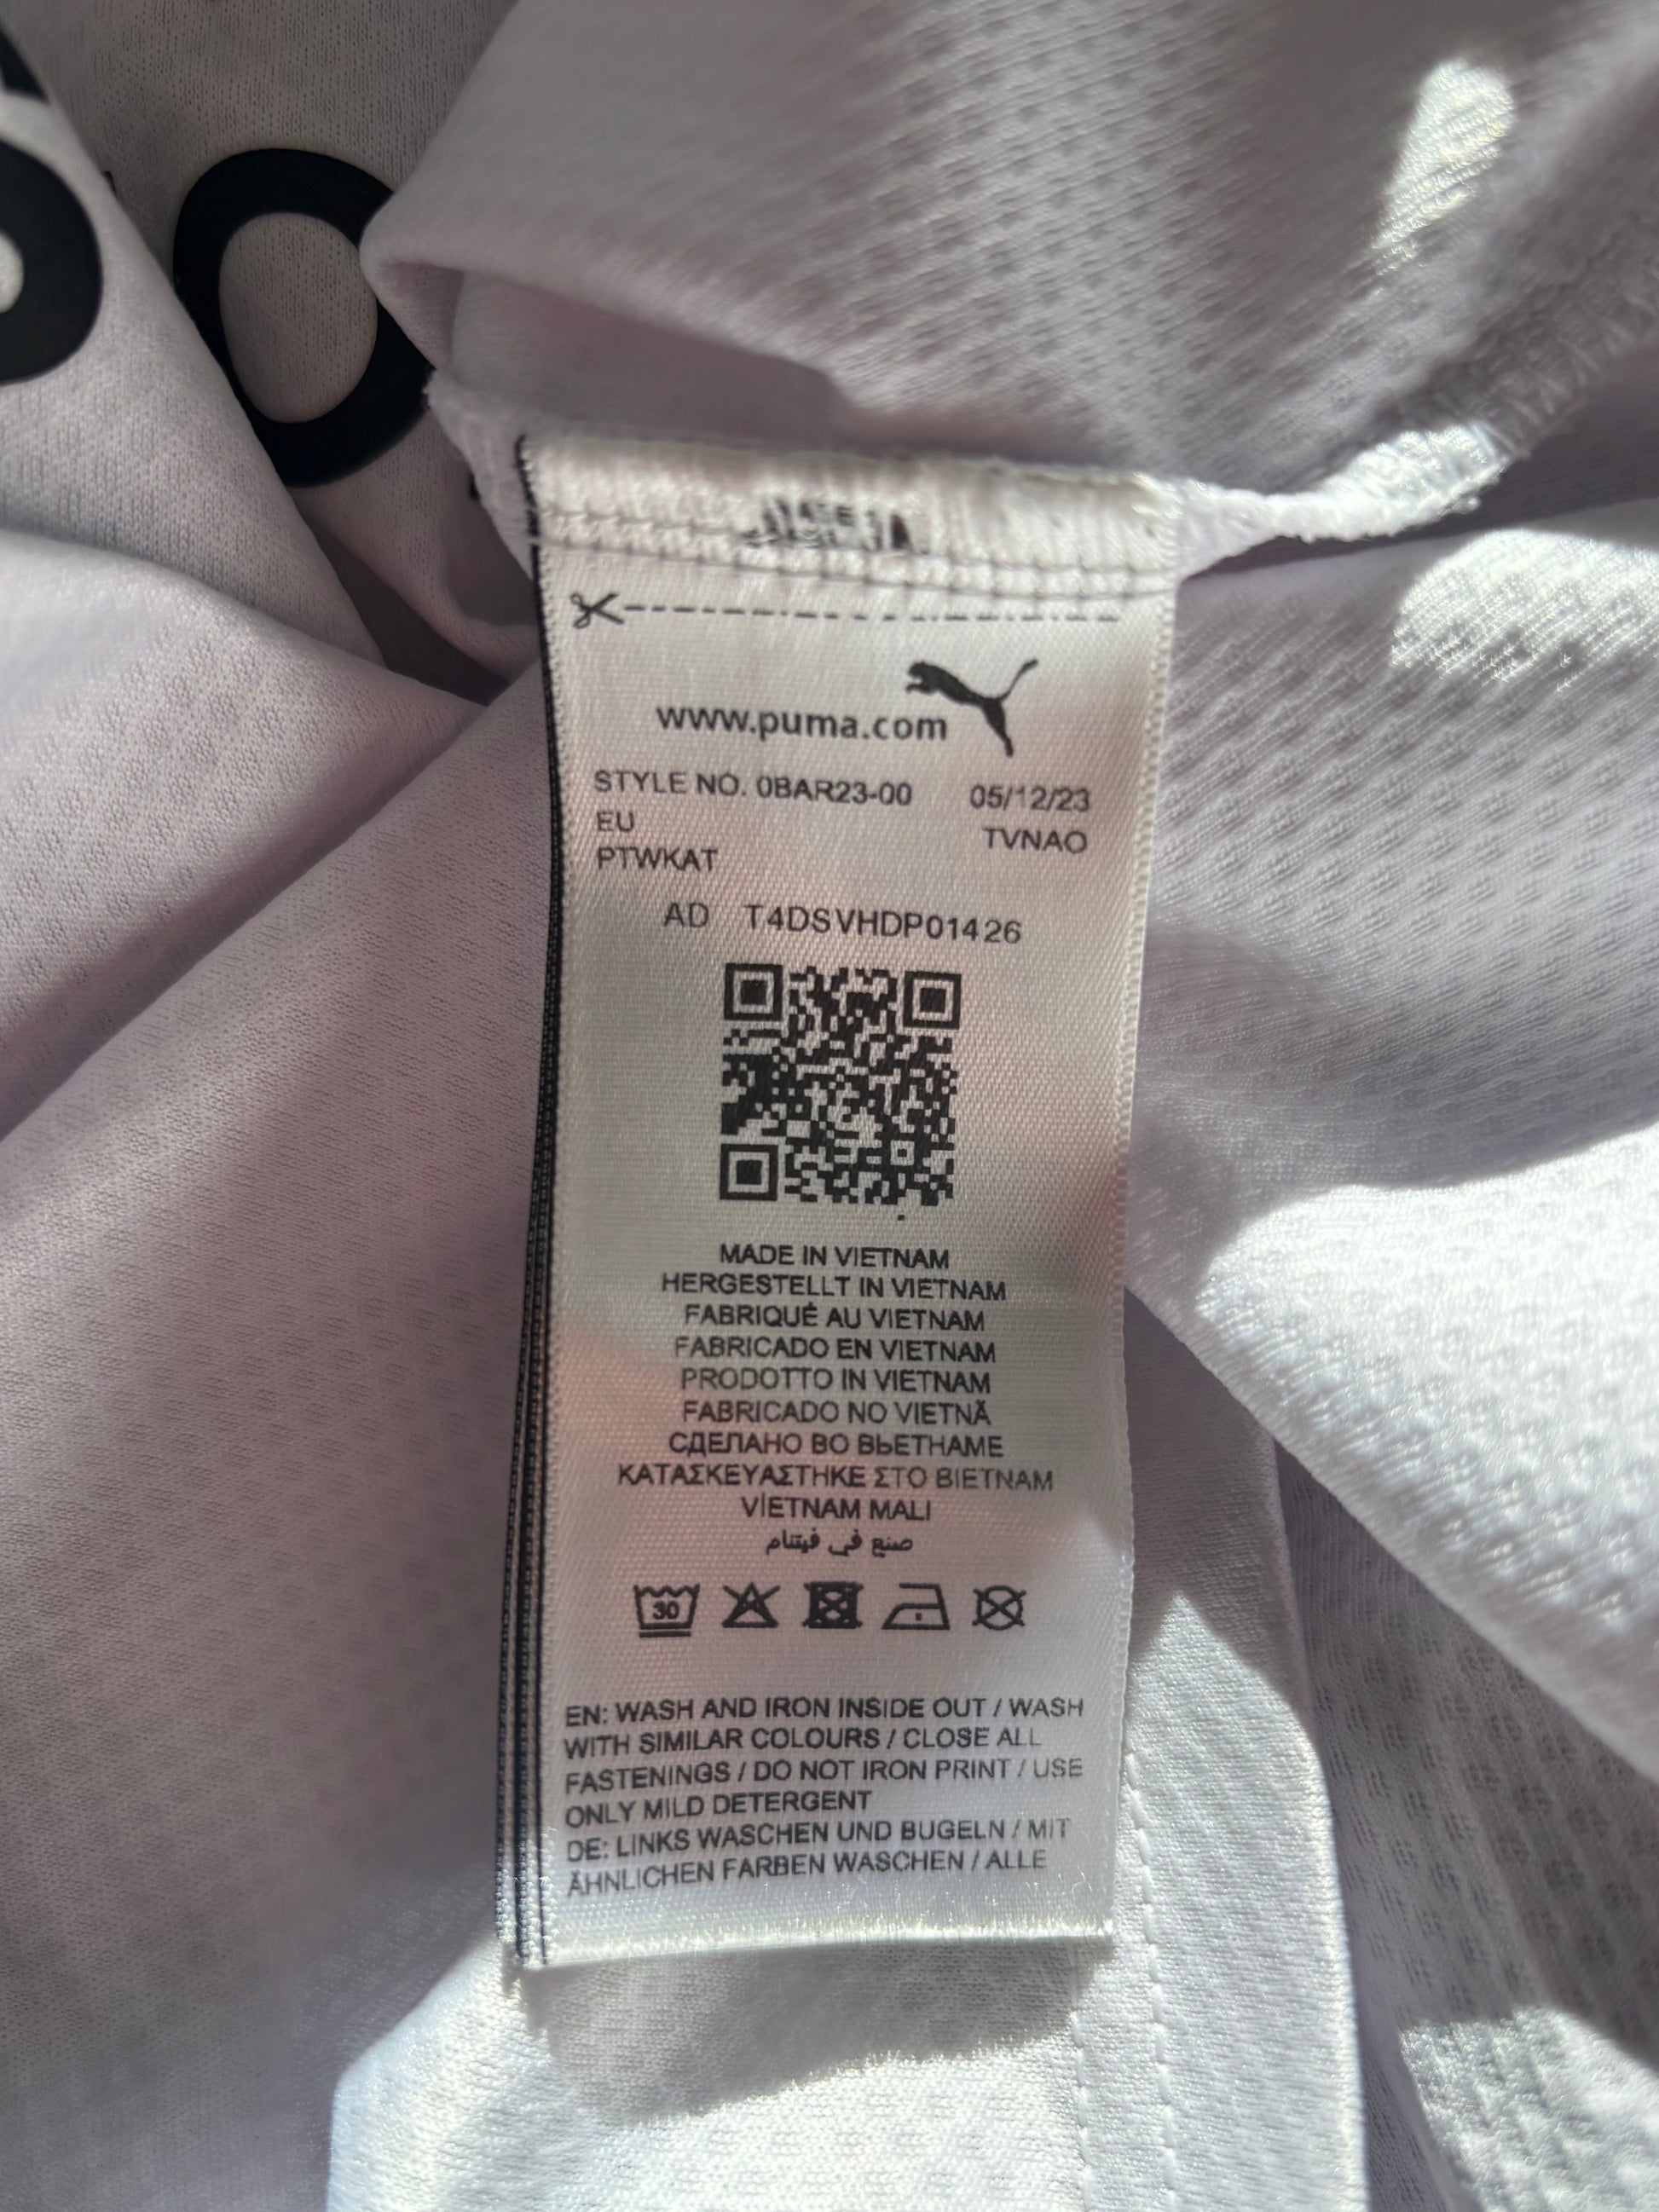 www.puma.com
STYLE NO. 0BAR23-00 05/12/23
EU TVNAO
PTWKAT
AD T4DSVHDP01426
MADE IN VIETNAM
HERGESTELLT IN VIETNAM
FABRIQUÉ AU VIETNAM
FABRICADO EN VIETNAM
PRODOTTO IN VIETNAM
FABRICADO NO VIETNÃ
СДЕЛАНО ВО ВЬЕТНАМЕ
ΚΑΤΑΣΚΕΥΑΣΤΗΚΕ ΣΤΟ ΒΙΕΤΝΑΜ
VİETNAM MALI
صنع في فيتنام
30
EN: WASH AND IRON INSIDE OUT / WASH
WITH SIMILAR COLOURS / CLOSE ALL
FASTENINGS / DO NOT IRON PRINT / USE
ONLY MILD DETERGENT
DE: LINKS WASCHEN UND BUGELN / MIT
ÄHNLICHEN FARBEN WASCHEN / ALLE